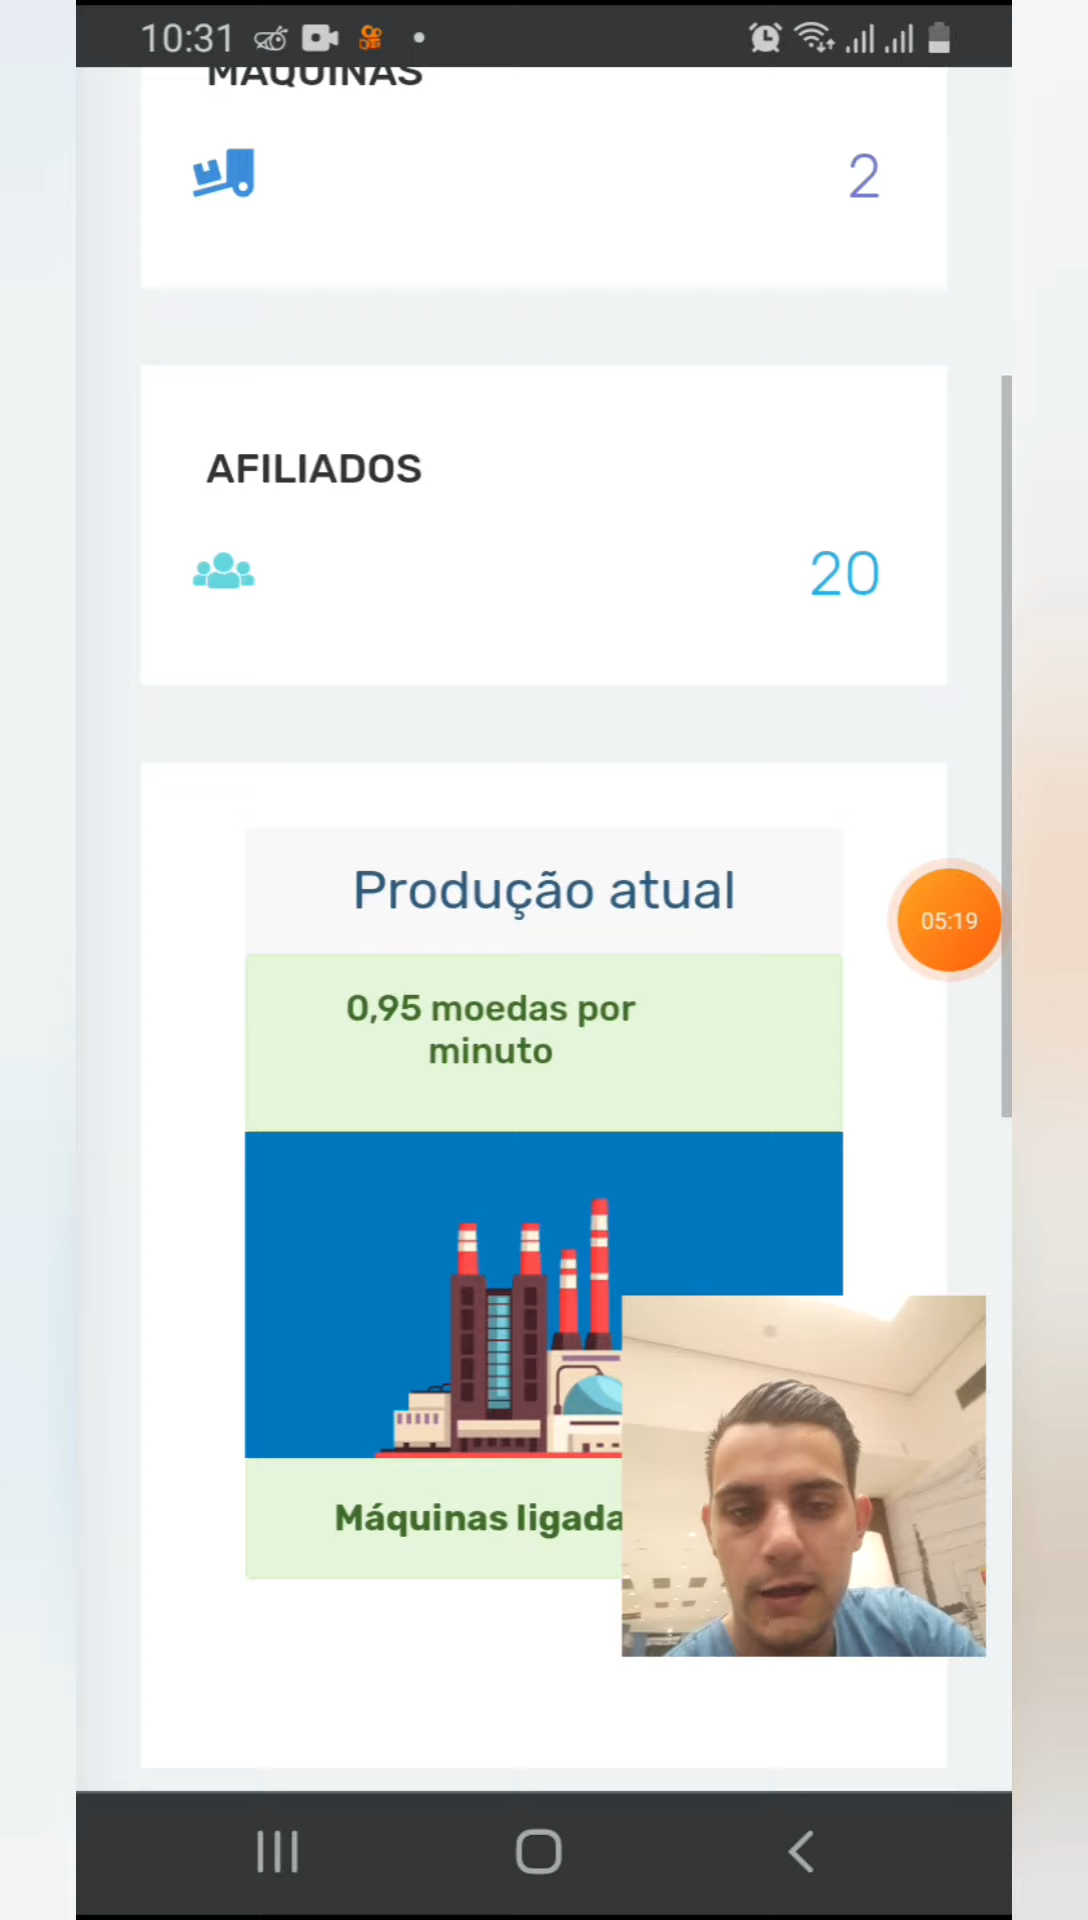 10:31
MÁQUINAS
2
AFILIADOS
20
Produção atual
05:19
0,95 moedas por
minuto
Máquinas ligada